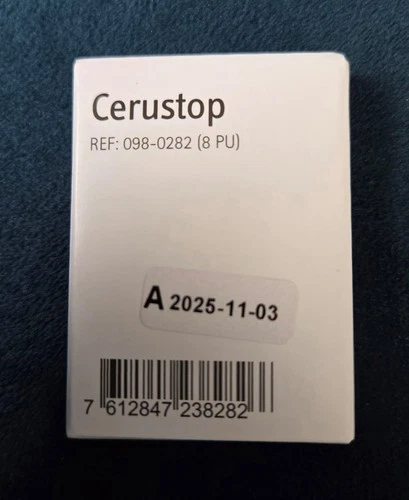 Cerustop
REF: 098-0282 (8 PU)
A 2025-11-03
7 612847 238282